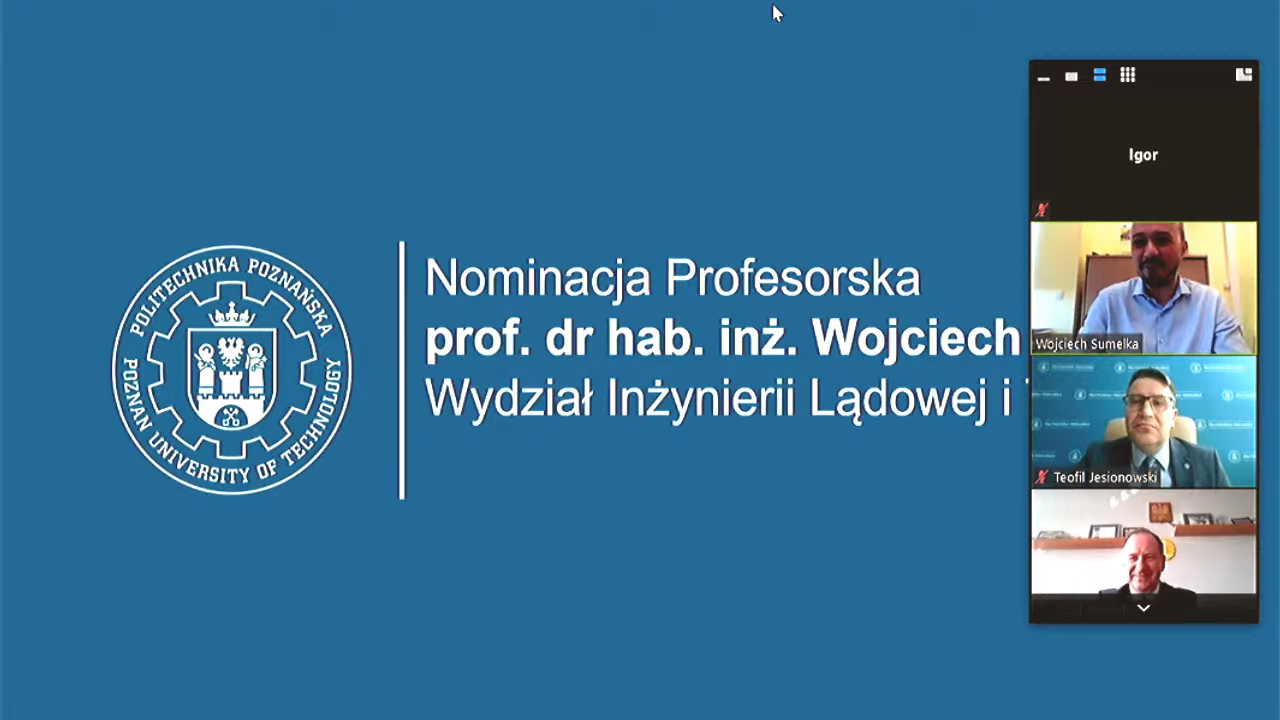 POLITECHNIKA POZNAŃSKA
POZNAN UNIVERSITY OF TECHNOLOGY
Nominacja Profesorska
prof. dr hab. inż. Wojciech
Wydział Inżynierii Lądowej i
Igor
Wojciech Sumelka
Teofil Jesionowski